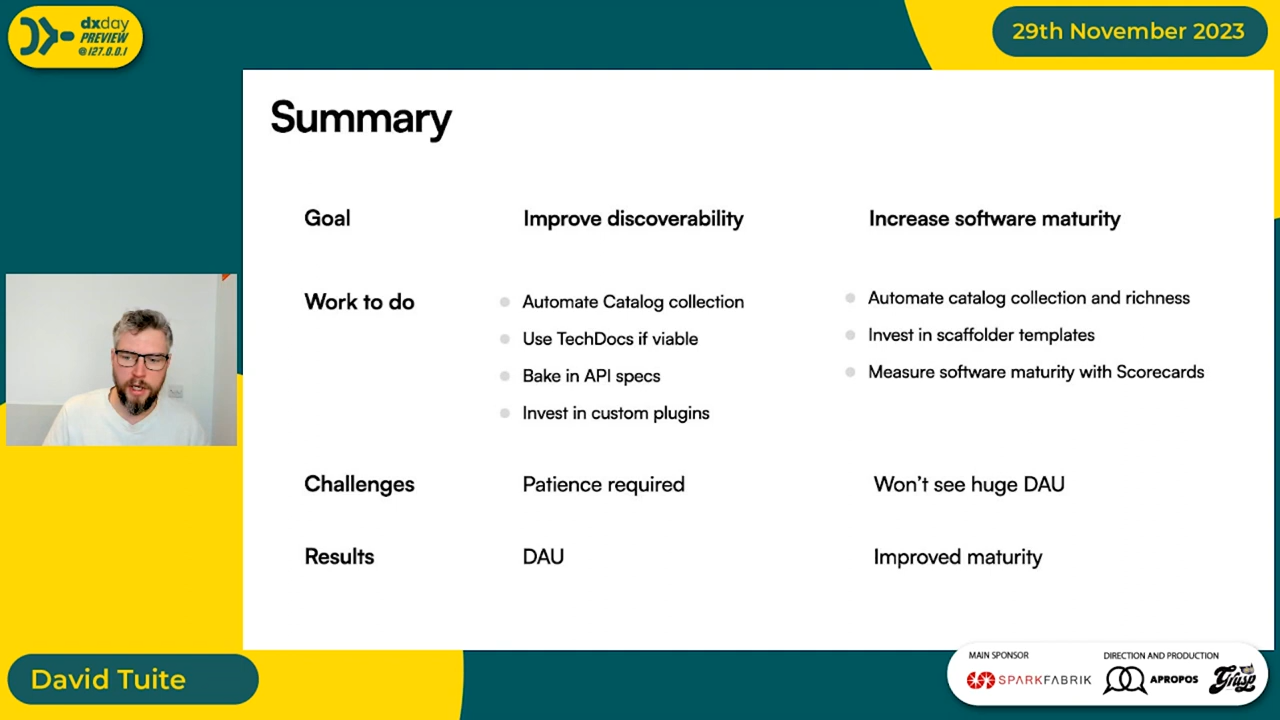 dxday
PREVIEW
@127.0.0.1
29th November 2023
Summary
Goal
Improve discoverability
Increase software maturity
Work to do
Automate Catalog collection
Use TechDocs if viable
Bake in API specs
Invest in custom plugins
Automate catalog collection and richness
Invest in scaffolder templates
Measure software maturity with Scorecards
Challenges
Patience required
Won't see huge DAU
Results
DAU
Improved maturity
David Tuite
MAIN SPONSOR
SPARKFABRIK
DIRECTION AND PRODUCTION
APROPOS
Grusp